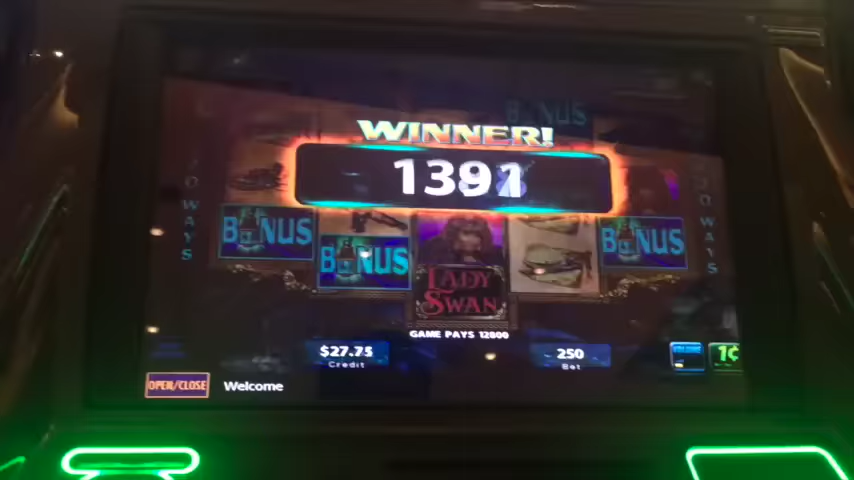 BONUS
WINNER!
BONUS
BONUS
BONUS
LADY
SWAN
GAME PAYS 12800
$27.75
Credit
250
Bet
VOLUME
1¢
OPEN/CLOSE
Welcome